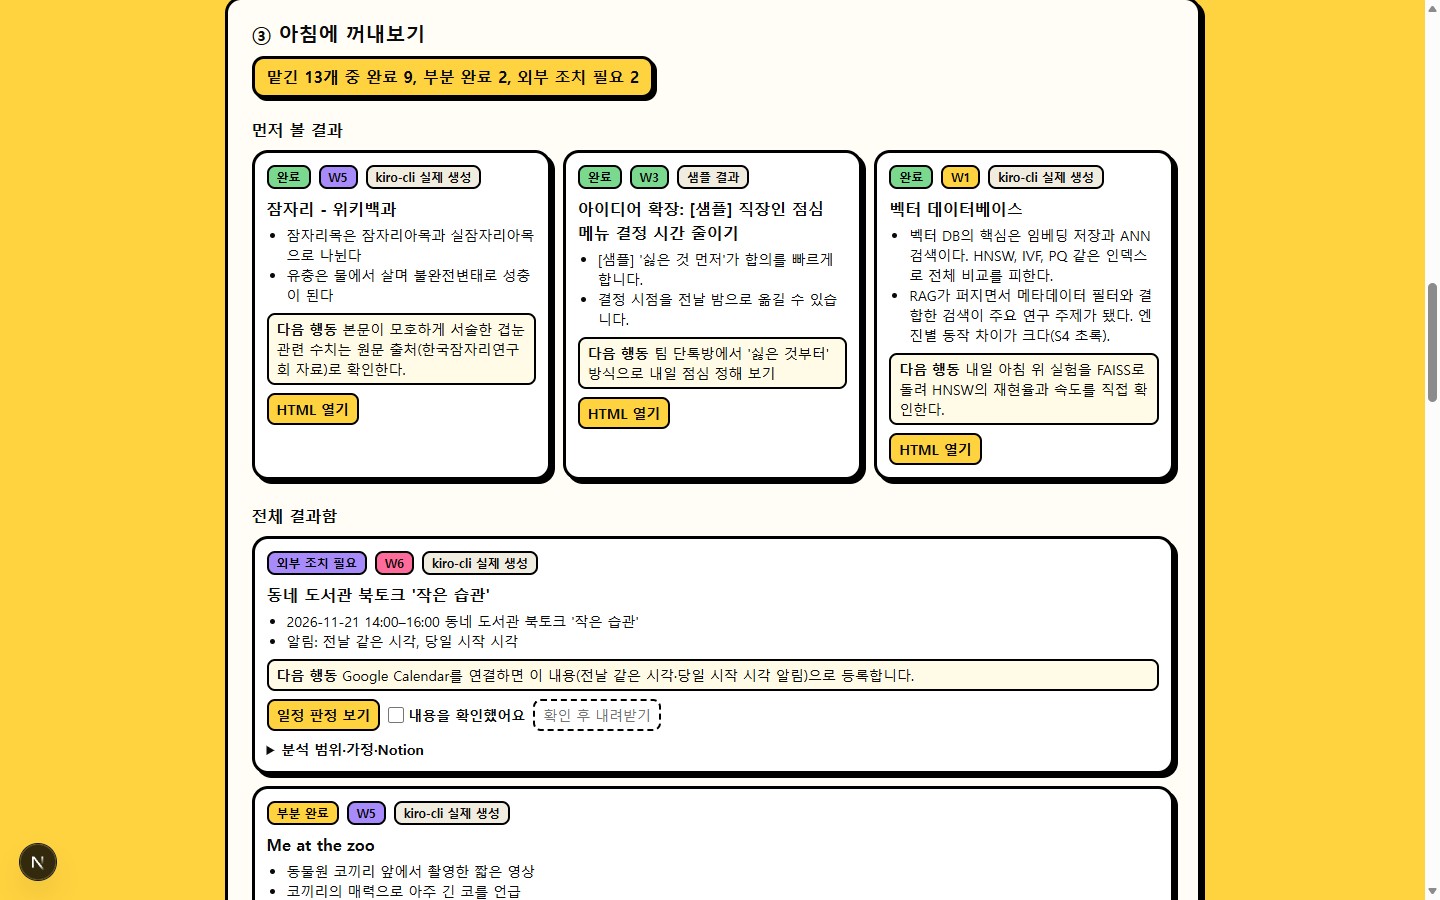 ③ 아침에 꺼내보기
맡긴 13개 중 완료 9, 부분 완료 2, 외부 조치 필요 2
먼저 볼 결과
완료 W5 kiro-cli 실제 생성
잠자리 - 위키백과
잠자리목은 잠자리아목과 실잠자리아목
으로 나뉜다
유충은 물에서 살며 불완전변태로 성충
이 된다
다음 행동 본문이 모호하게 서술한 겹눈
관련 수치는 원문 출처(한국잠자리연구
회 자료)로 확인한다.
HTML 열기
완료 W3 샘플 결과
아이디어 확장: [샘플] 직장인 점심
메뉴 결정 시간 줄이기
[샘플] '싫은 것 먼저'가 합의를 빠르게
합니다.
결정 시점을 전날 밤으로 옮길 수 있습
니다.
다음 행동 팀 단톡방에서 '싫은 것부터'
방식으로 내일 점심 정해 보기
HTML 열기
완료 W1 kiro-cli 실제 생성
벡터 데이터베이스
벡터 DB의 핵심은 임베딩 저장과 ANN
검색이다. HNSW, IVF, PQ 같은 인덱스
로 전체 비교를 피한다.
RAG가 퍼지면서 메타데이터 필터와 결
합한 검색이 주요 연구 주제가 됐다. 엔
진별 동작 차이가 크다(S4 초록).
다음 행동 내일 아침 위 실험을 FAISS로
돌려 HNSW의 재현율과 속도를 직접 확
인한다.
HTML 열기
전체 결과함
외부 조치 필요 W6 kiro-cli 실제 생성
동네 도서관 북토크 '작은 습관'
2026-11-21 14:00–16:00 동네 도서관 북토크 '작은 습관'
알림: 전날 같은 시각, 당일 시작 시각
다음 행동 Google Calendar를 연결하면 이 내용(전날 같은 시각·당일 시작 시각 알림)으로 등록합니다.
일정 판정 보기 내용을 확인했어요 확인 후 내려받기
분석 범위·가정·Notion
부분 완료 W5 kiro-cli 실제 생성
Me at the zoo
동물원 코끼리 앞에서 촬영한 짧은 영상
코끼리의 매력으로 아주 긴 코를 언급
N